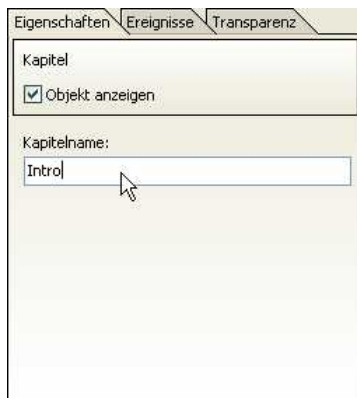 Eigenschaften Ereignisse Transparenz
Kapitel
Objekt anzeigen
Kapitelname:
Intro